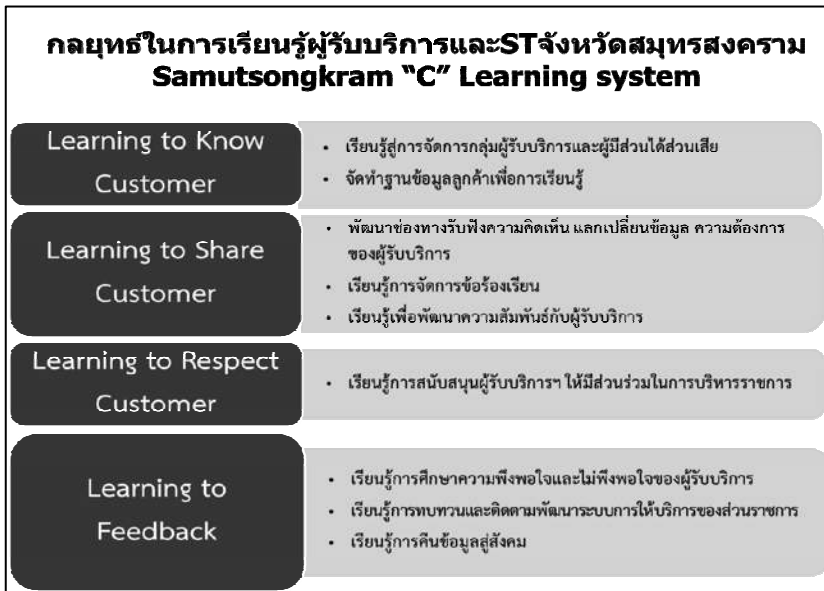 กลยุทธ์ในการเรียนรู้ผู้รับบริการและSTจังหวัดสมุทรสงคราม
Samutsongkram “C” Learning system
Learning to Know
Customer
• เรียนรู้สู่การจัดการกลุ่มผู้รับบริการและผู้มีส่วนได้ส่วนเสีย
• จัดทำฐานข้อมูลลูกค้าเพื่อการเรียนรู้
Learning to Share
Customer
• พัฒนาช่องทางรับฟังความคิดเห็น แลกเปลี่ยนข้อมูล ความต้องการ
ของผู้รับบริการ
• เรียนรู้การจัดการข้อร้องเรียน
• เรียนรู้เพื่อพัฒนาความสัมพันธ์กับผู้รับบริการ
Learning to Respect
Customer
• เรียนรู้การสนับสนุนผู้รับบริการฯ ให้มีส่วนร่วมในการบริหารราชการ
Learning to
Feedback
• เรียนรู้การศึกษาความพึงพอใจและไม่พึงพอใจของผู้รับบริการ
• เรียนรู้การทบทวนและติดตามพัฒนาระบบการให้บริการของส่วนราชการ
• เรียนรู้การคืนข้อมูลสู่สังคม